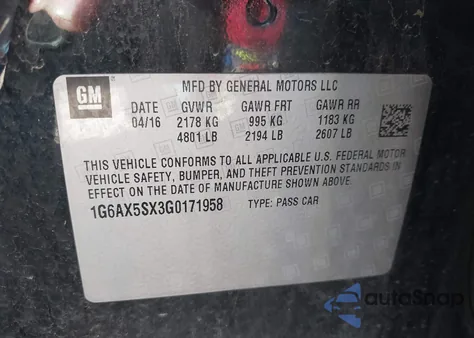 GM
MFD BY GENERAL MOTORS LLC
DATE GVWR GAWR FRT GAWR RR
04/16 2178 KG 995 KG 1183 KG
4801 LB 2194 LB 2607 LB
THIS VEHICLE CONFORMS TO ALL APPLICABLE U.S. FEDERAL MOTOR
VEHICLE SAFETY, BUMPER, AND THEFT PREVENTION STANDARDS IN
EFFECT ON THE DATE OF MANUFACTURE SHOWN ABOVE.
1G6AX5SX3G0171958 TYPE: PASS CAR
autoSnap